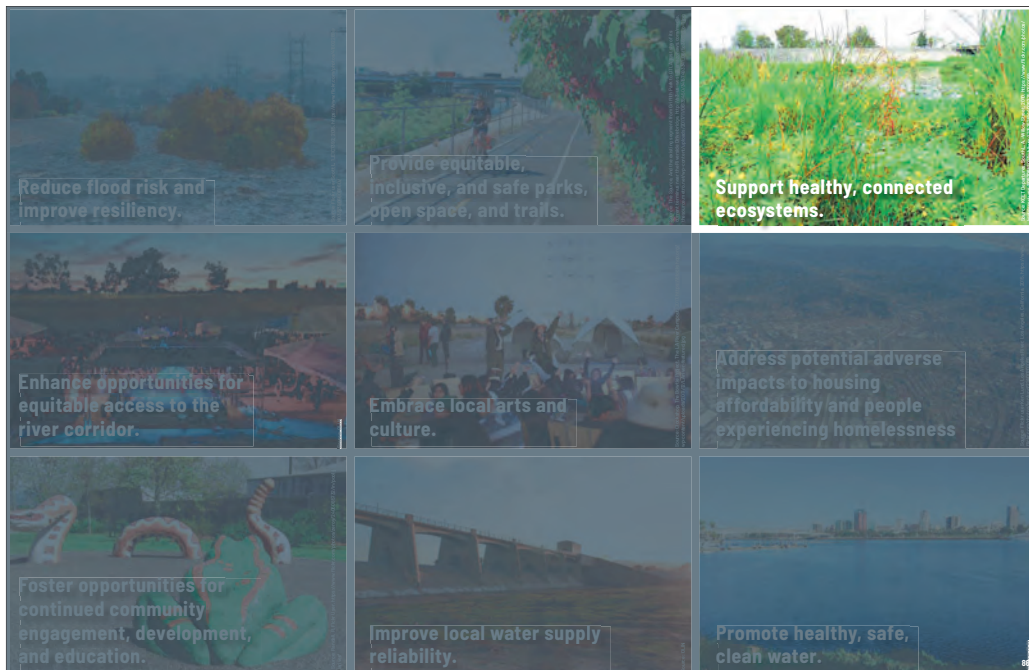 Reduce flood risk and
improve resiliency.
Provide equitable,
inclusive, and safe parks,
open space, and trails.
Support healthy, connected
ecosystems.
Enhance opportunities for
equitable access to the
river corridor.
Embrace local arts and
culture.
Address potential adverse
impacts to housing
affordability and people
experiencing homelessness
Foster opportunities for
continued community
engagement, development,
and education.
Improve local water supply
reliability.
Promote healthy, safe,
clean water.